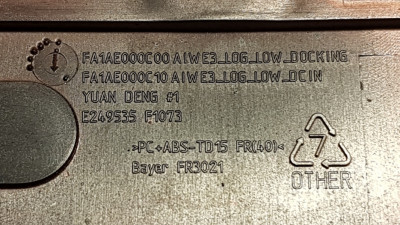 FA1AE000C00 AIWE3_LOG_LOW_DOCKING
FA1AE000C10 AIWE3_LOG_LOW_DCIN
YUAN DENG #1
E249535 F1073
>PC+ABS-TD15 FR(40)<
Bayer FR3021
7
OTHER